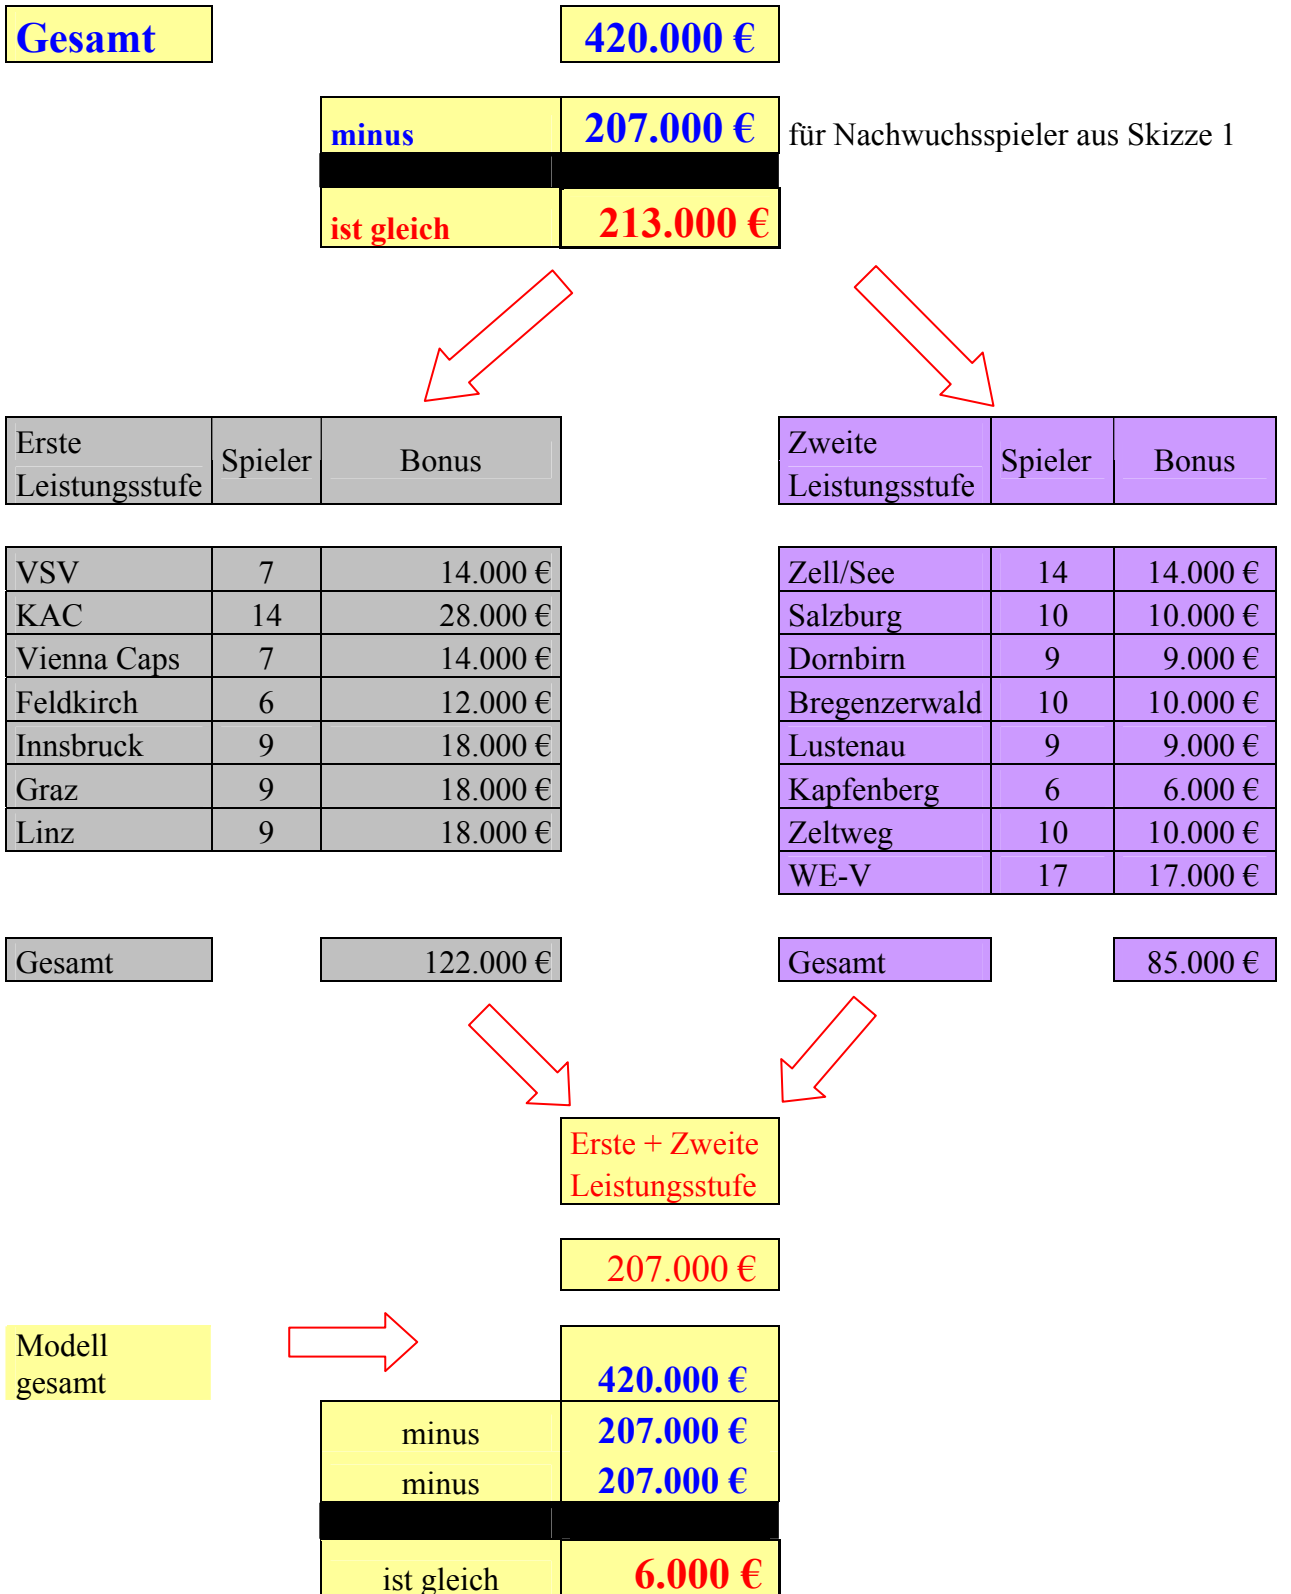 Gesamt 420.000 €
minus 207.000 € für Nachwuchsspieler aus Skizze 1
ist gleich 213.000 €
Erste Leistungsstufe Spieler Bonus
VSV 7 14.000 €
KAC 14 28.000 €
Vienna Caps 7 14.000 €
Feldkirch 6 12.000 €
Innsbruck 9 18.000 €
Graz 9 18.000 €
Linz 9 18.000 €
Gesamt 122.000 €
Zweite Leistungsstufe Spieler Bonus
Zell/See 14 14.000 €
Salzburg 10 10.000 €
Dornbirn 9 9.000 €
Bregenzerwald 10 10.000 €
Lustenau 9 9.000 €
Kapfenberg 6 6.000 €
Zeltweg 10 10.000 €
WE-V 17 17.000 €
Gesamt 85.000 €
Erste + Zweite
Leistungsstufe
207.000 €
Modell
gesamt 420.000 €
minus 207.000 €
minus 207.000 €
ist gleich 6.000 €